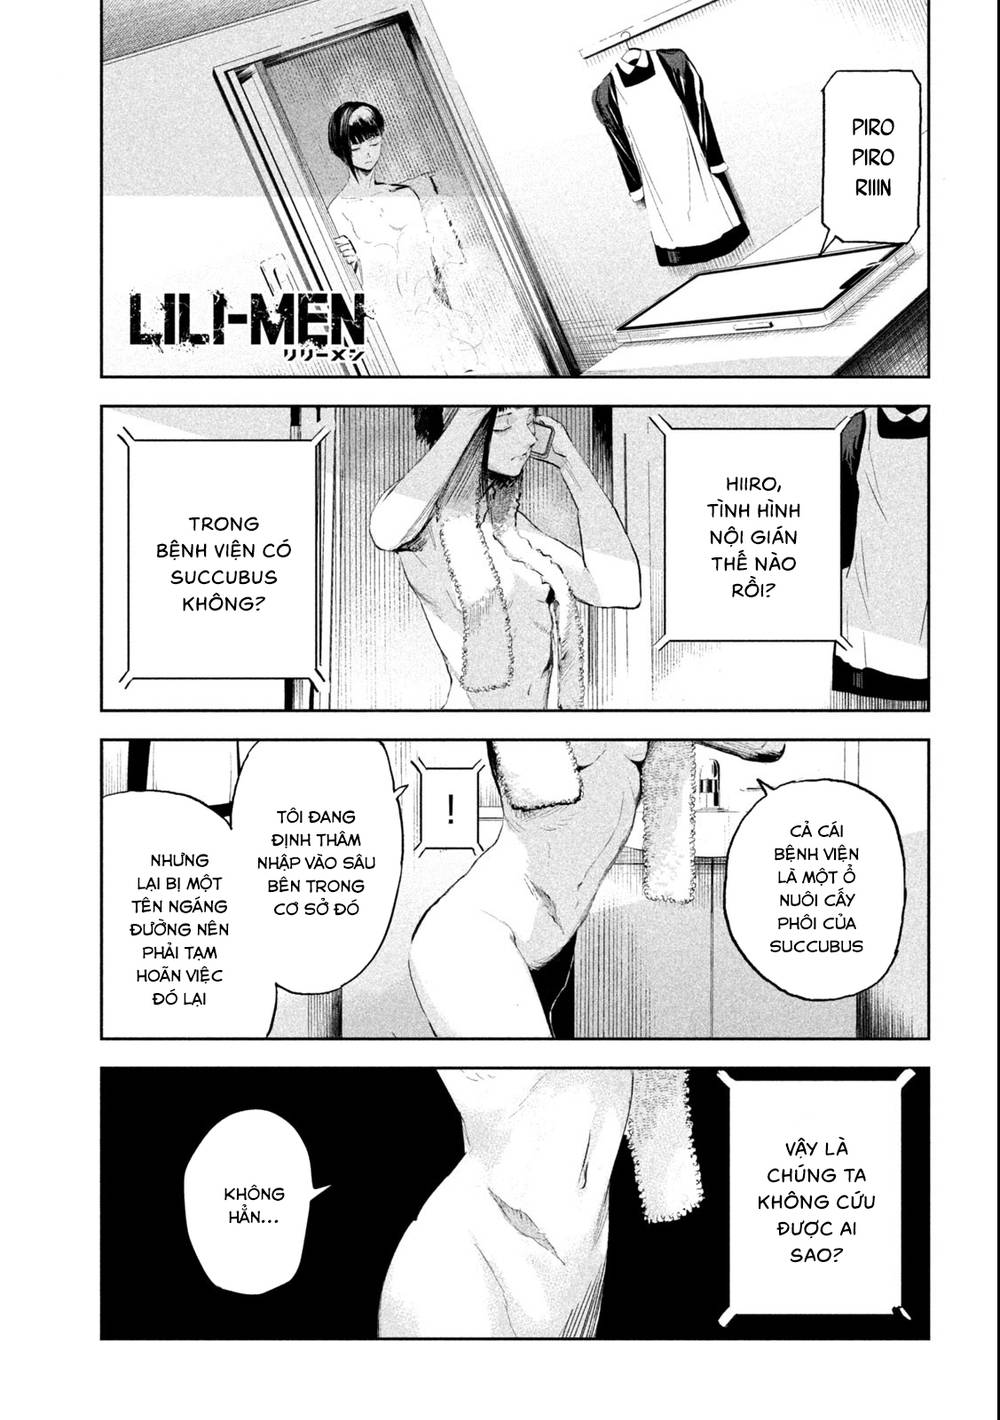 PIRO
PIRO
RIIIN
LILI-MEN
リリーメン
HIIRO,
TÌNH HÌNH
NỘI GIÁN
THẾ NÀO
RỒI?
TRONG
BỆNH VIỆN CÓ
SUCCUBUS
KHÔNG?
CẢ CÁI
BỆNH VIỆN
LÀ MỘT Ổ
NUÔI CẤY
PHÔI CỦA
SUCCUBUS
!
TÔI ĐANG
ĐỊNH THÂM
NHẬP VÀO SÂU
BÊN TRONG
CƠ SỞ ĐÓ
NHƯNG
LẠI BỊ MỘT
TÊN NGÁNG
ĐƯỜNG NÊN
PHẢI TẠM
HOÃN VIỆC
ĐÓ LẠI
VẬY LÀ
CHÚNG TA
KHÔNG CỨU
ĐƯỢC AI
SAO?
KHÔNG
HẲN...